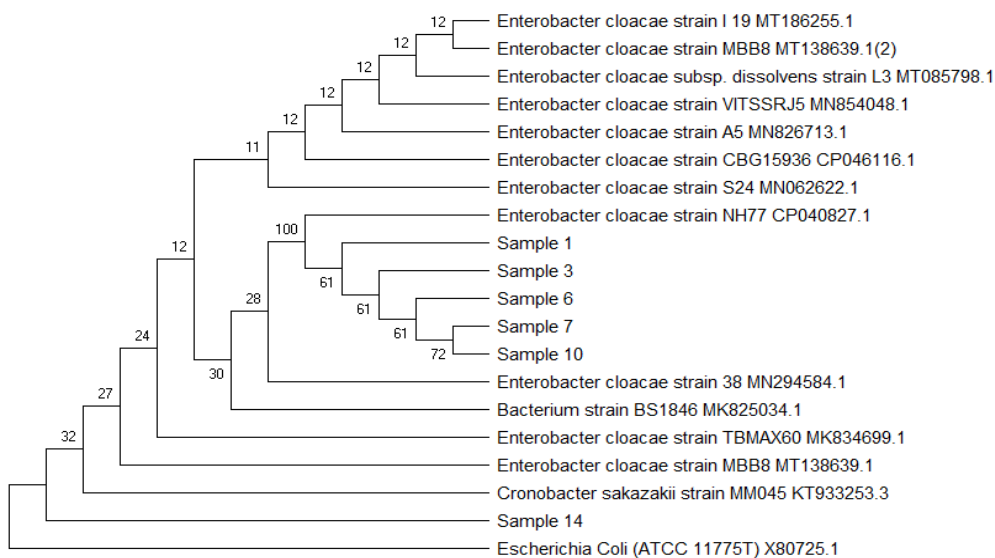 12 Enterobacter cloacae strain I 19 MT186255.1
12 Enterobacter cloacae strain MBB8 MT138639.1(2)
12 Enterobacter cloacae subsp. dissolvens strain L3 MT085798.1
12 Enterobacter cloacae strain VITSSRJ5 MN854048.1
12 Enterobacter cloacae strain A5 MN826713.1
11 Enterobacter cloacae strain CBG15936 CP046116.1
Enterobacter cloacae strain S24 MN062622.1
100 Enterobacter cloacae strain NH77 CP040827.1
12 Sample 1
61 Sample 3
28 61 Sample 6
24 61 Sample 7
72 Sample 10
30 Enterobacter cloacae strain 38 MN294584.1
27 Bacterium strain BS1846 MK825034.1
32 Enterobacter cloacae strain TBMAX60 MK834699.1
Enterobacter cloacae strain MBB8 MT138639.1
Cronobacter sakazakii strain MM045 KT933253.3
Sample 14
Escherichia Coli (ATCC 11775T) X80725.1